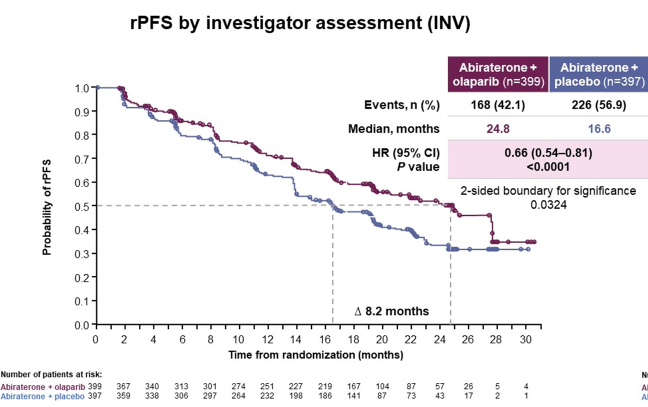 rPFS by investigator assessment (INV)
Abiraterone + olaparib (n=399)
Abiraterone + placebo (n=397)
Events, n (%) 168 (42.1) 226 (56.9)
Median, months 24.8 16.6
HR (95% CI) 0.66 (0.54–0.81)
P value <0.0001
2-sided boundary for significance
0.0324
Probability of rPFS
1.0
0.9
0.8
0.7
0.6
0.5
0.4
0.3
0.2
0.1
0.0
Δ 8.2 months
0 2 4 6 8 10 12 14 16 18 20 22 24 26 28 30
Time from randomization (months)
Number of patients at risk:
Abiraterone + olaparib 399 367 340 313 301 274 251 227 219 167 104 87 57 26 5 4
Abiraterone + placebo 397 359 338 306 297 264 232 198 186 141 87 73 43 17 2 1